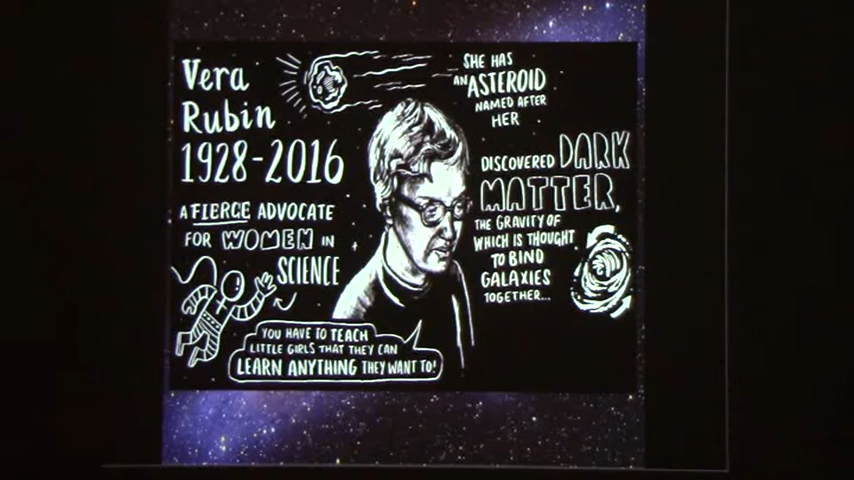 Vera
Rubin
1928-2016
A FIERCE ADVOCATE
FOR WOMEN IN
SCIENCE
YOU HAVE TO TEACH
LITTLE GIRLS THAT THEY CAN
LEARN ANYTHING THEY WANT TO!
SHE HAS
AN ASTEROID
NAMED AFTER
HER
DISCOVERED DARK
MATTER,
THE GRAVITY OF
WHICH IS THOUGHT
TO BIND
GALAXIES
TOGETHER...